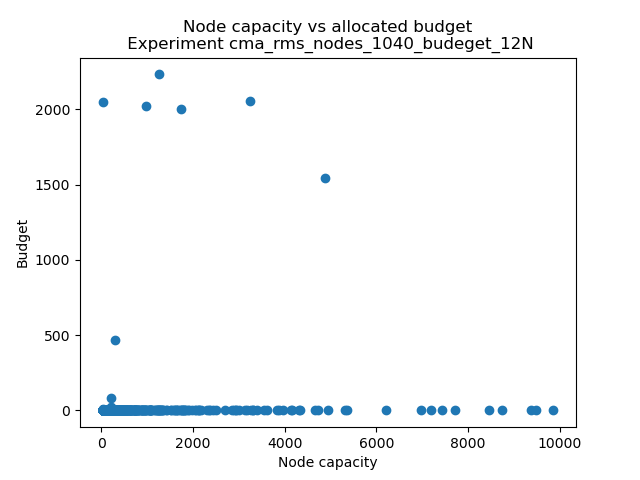 Node capacity vs allocated budget
Experiment cma_rms_nodes_1040_budeget_12N
2000
1500
1000
500
0
Budget
0 2000 4000 6000 8000 10000
Node capacity